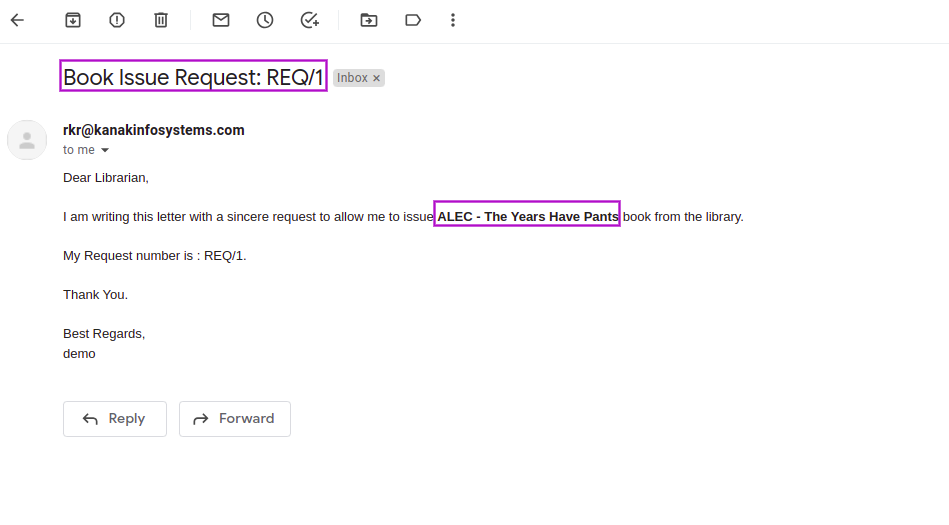 Book Issue Request: REQ/1 Inbox ×
rkr@kanakinfosystems.com
to me
Dear Librarian,
I am writing this letter with a sincere request to allow me to issue ALEC - The Years Have Pants book from the library.
My Request number is : REQ/1.
Thank You.
Best Regards,
demo
Reply Forward